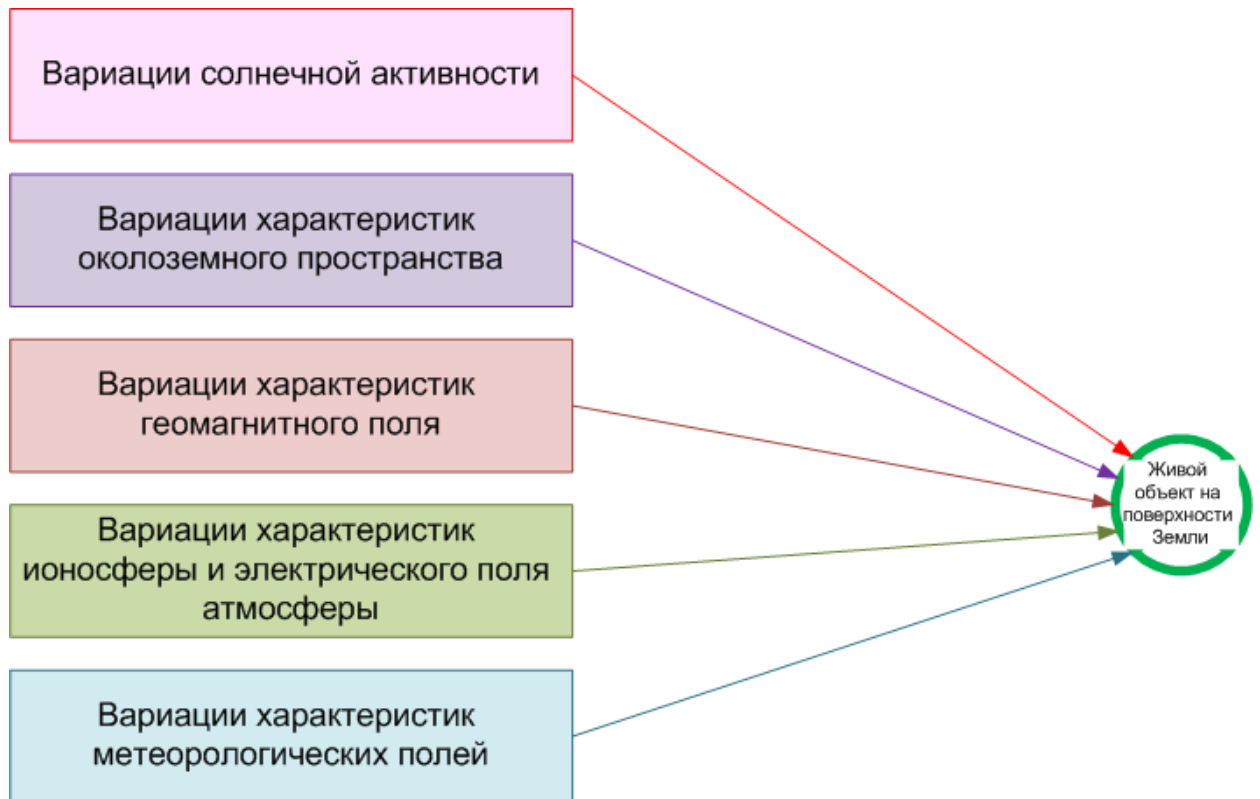 Вариации солнечной активности
Вариации характеристик
околоземного пространства
Вариации характеристик
геомагнитного поля
Вариации характеристик
ионосферы и электрического поля
атмосферы
Вариации характеристик
метеорологических полей
Живой
объект на
поверхности
Земли